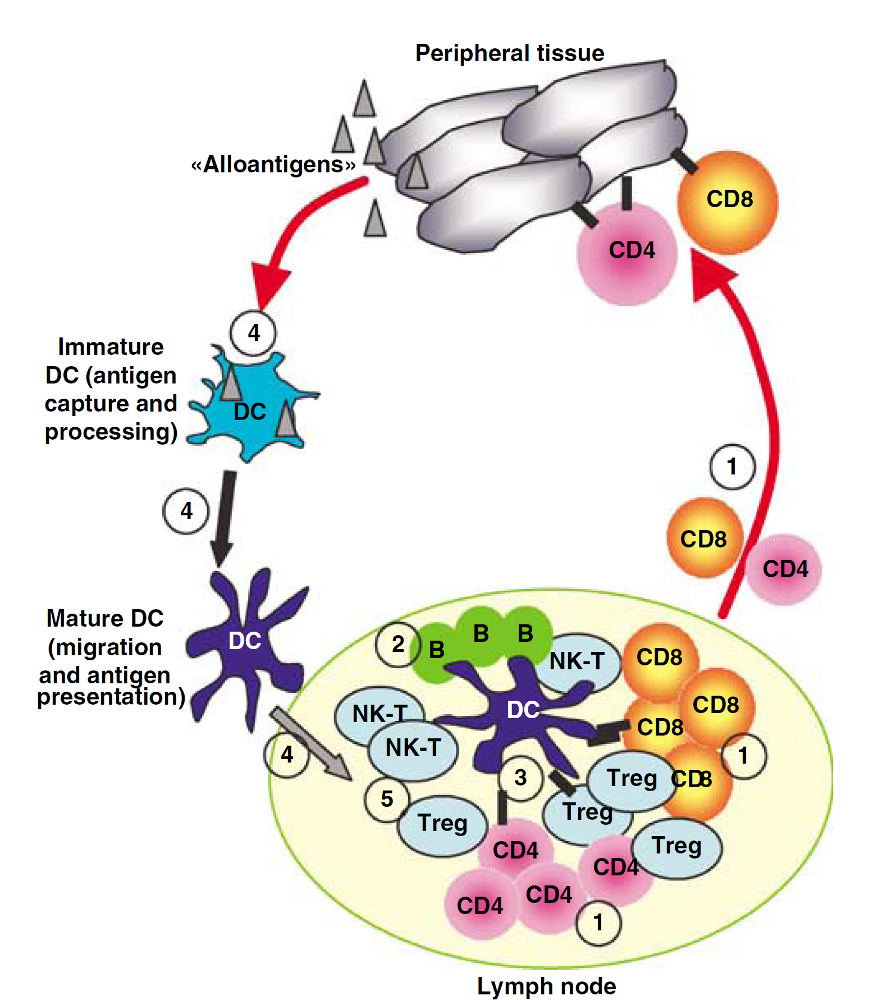 Peripheral tissue
«Alloantigens»
CD8
CD4
4
Immature
DC (antigen
capture and
processing)
DC
4
1
CD8
CD4
Mature DC
(migration
and antigen
presentation)
DC
4
2
B
B
B
NK-T
CD8
NK-T
DC
CD8
NK-T
CD8
1
3
Treg
CD8
5
Treg
Treg
Treg
CD4
CD4
CD4
CD4
1
Lymph node